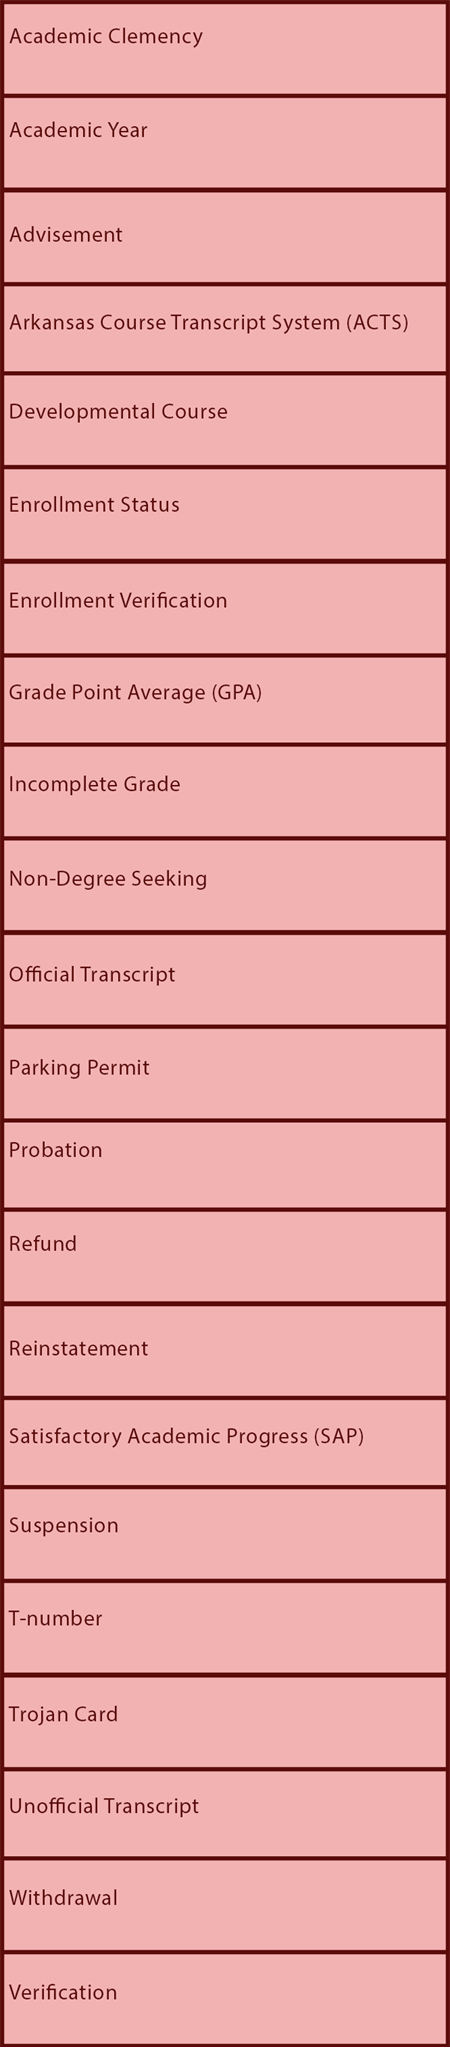 Academic Clemency
Academic Year
Advisement
Arkansas Course Transcript System (ACTS)
Developmental Course
Enrollment Status
Enrollment Verification
Grade Point Average (GPA)
Incomplete Grade
Non-Degree Seeking
Official Transcript
Parking Permit
Probation
Refund
Reinstatement
Satisfactory Academic Progress (SAP)
Suspension
T-number
Trojan Card
Unofficial Transcript
Withdrawal
Verification